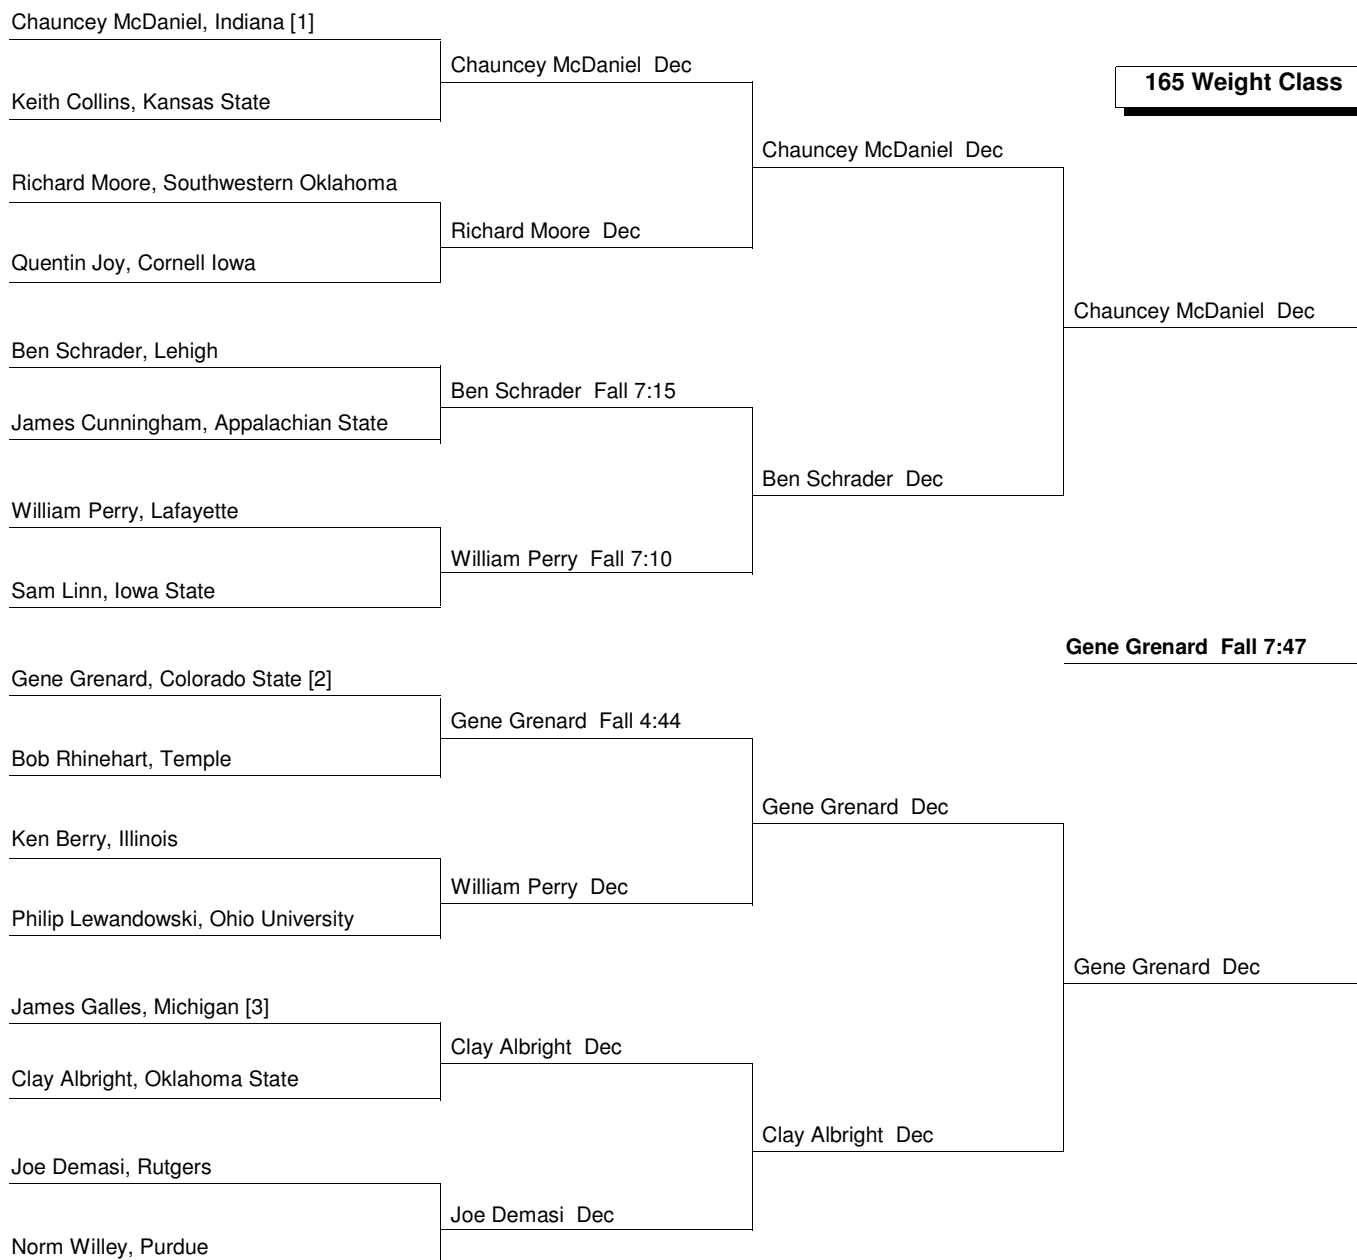 Chauncey McDaniel, Indiana [1]
Chauncey McDaniel Dec
165 Weight Class
Keith Collins, Kansas State
Chauncey McDaniel Dec
Richard Moore, Southwestern Oklahoma
Richard Moore Dec
Quentin Joy, Cornell Iowa
Chauncey McDaniel Dec
Ben Schrader, Lehigh
Ben Schrader Fall 7:15
James Cunningham, Appalachian State
Ben Schrader Dec
William Perry, Lafayette
William Perry Fall 7:10
Sam Linn, Iowa State
Gene Grenard Fall 7:47
Gene Grenard, Colorado State [2]
Gene Grenard Fall 4:44
Bob Rhinehart, Temple
Gene Grenard Dec
Ken Berry, Illinois
William Perry Dec
Philip Lewandowski, Ohio University
Gene Grenard Dec
James Galles, Michigan [3]
Clay Albright Dec
Clay Albright, Oklahoma State
Clay Albright Dec
Joe Demasi, Rutgers
Joe Demasi Dec
Norm Willey, Purdue